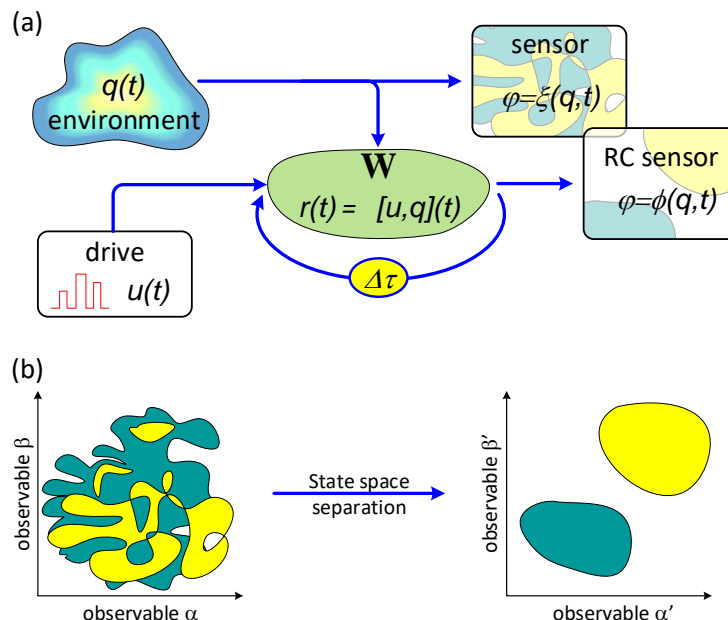 (a)
q(t)
environment
sensor
φ=ξ(q,t)
W
r(t) = [u,q](t)
RC sensor
φ=ϕ(q,t)
drive
u(t)
Δτ
(b)
observable β
observable α
State space
separation
observable β’
observable α’